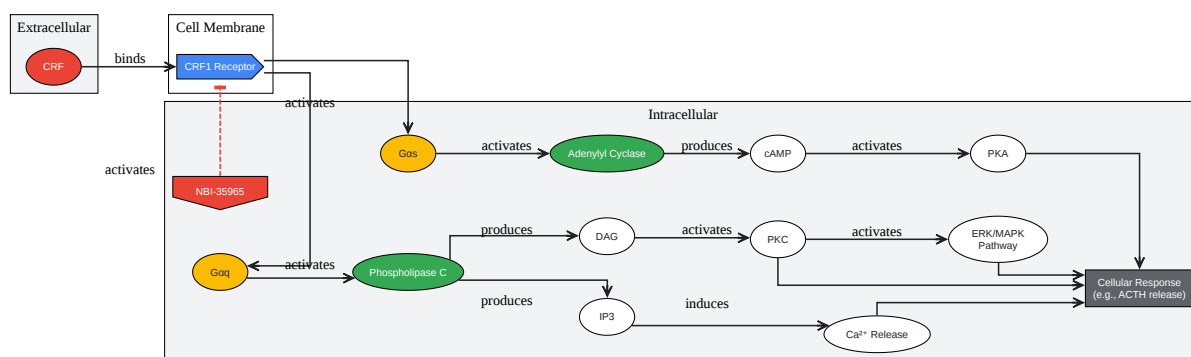 Extracellular
Cell Membrane
CRF
binds
CRF1 Receptor
activates
Intracellular
activates
Gαs
activates
Adenylyl Cyclase
produces
cAMP
activates
PKA
NBI-35965
produces
DAG
activates
PKC
activates
ERK/MAPK
Pathway
Gαq
activates
Phospholipase C
produces
IP3
induces
Ca²⁺ Release
Cellular Response
(e.g., ACTH release)